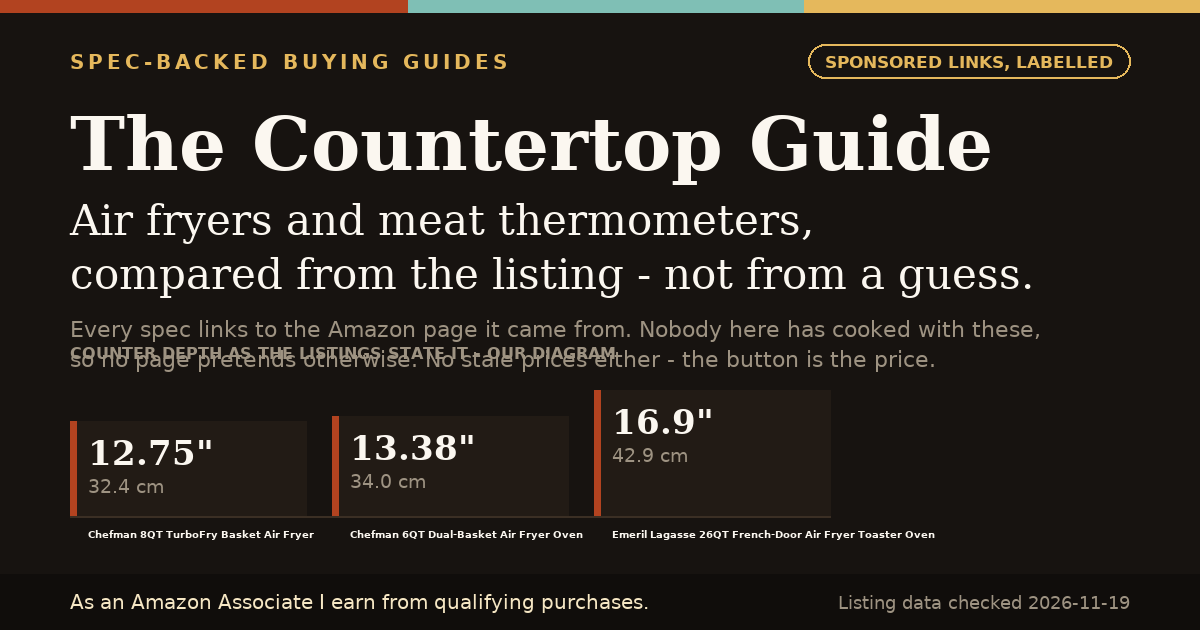 SPEC-BACKED BUYING GUIDES
SPONSORED LINKS, LABELLED
The Countertop Guide
Air fryers and meat thermometers,
compared from the listing - not from a guess.
Every spec links to the Amazon page it came from. Nobody here has cooked with these,
COUNTER DEPTH AS THE LISTINGS STATE IT - OUR DIAGRAM
so no page pretends otherwise. No stale prices either - the button is the price.
12.75"
32.4 cm
13.38"
34.0 cm
16.9"
42.9 cm
Chefman 8QT TurboFry Basket Air Fryer
Chefman 6QT Dual-Basket Air Fryer Oven
Emeril Lagasse 26QT French-Door Air Fryer Toaster Oven
As an Amazon Associate I earn from qualifying purchases.
Listing data checked 2026-11-19